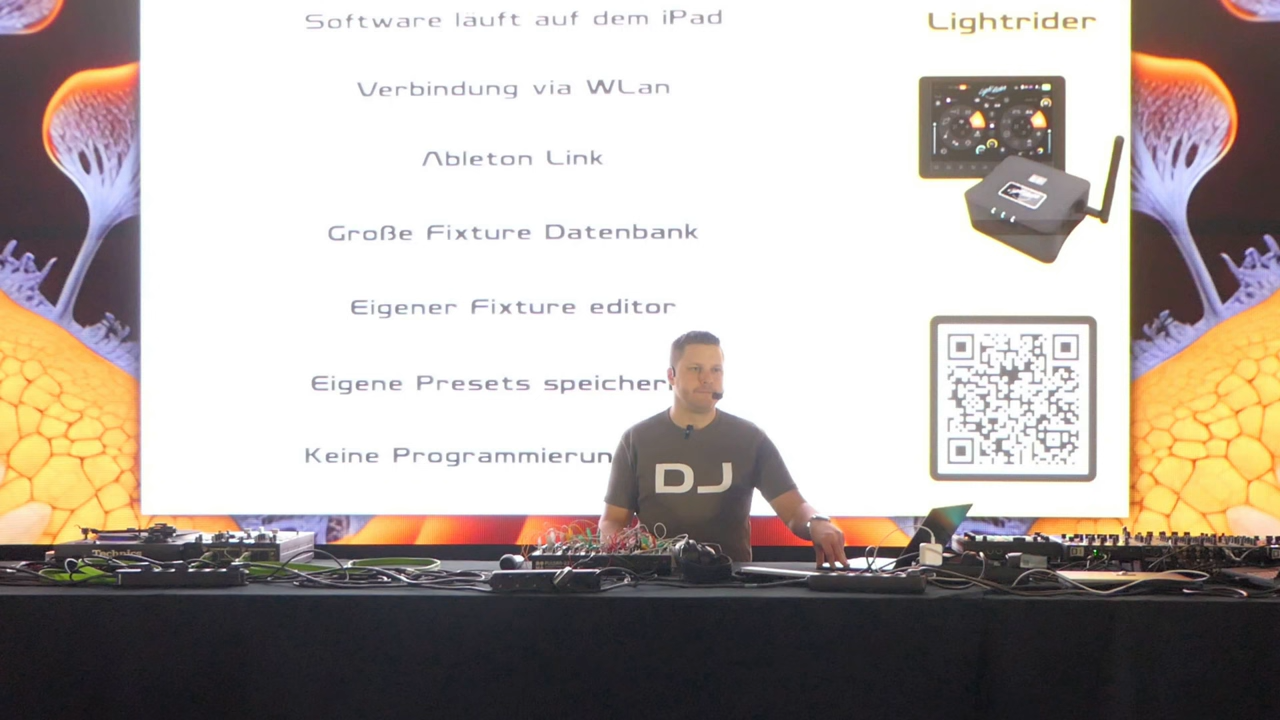 Software läuft auf dem iPad
Lightrider
Verbindung via WLan
Ableton Link
Große Fixture Datenbank
Eigener Fixture editor
Eigene Presets speicher
Keine Programmierun
DJ
Technics